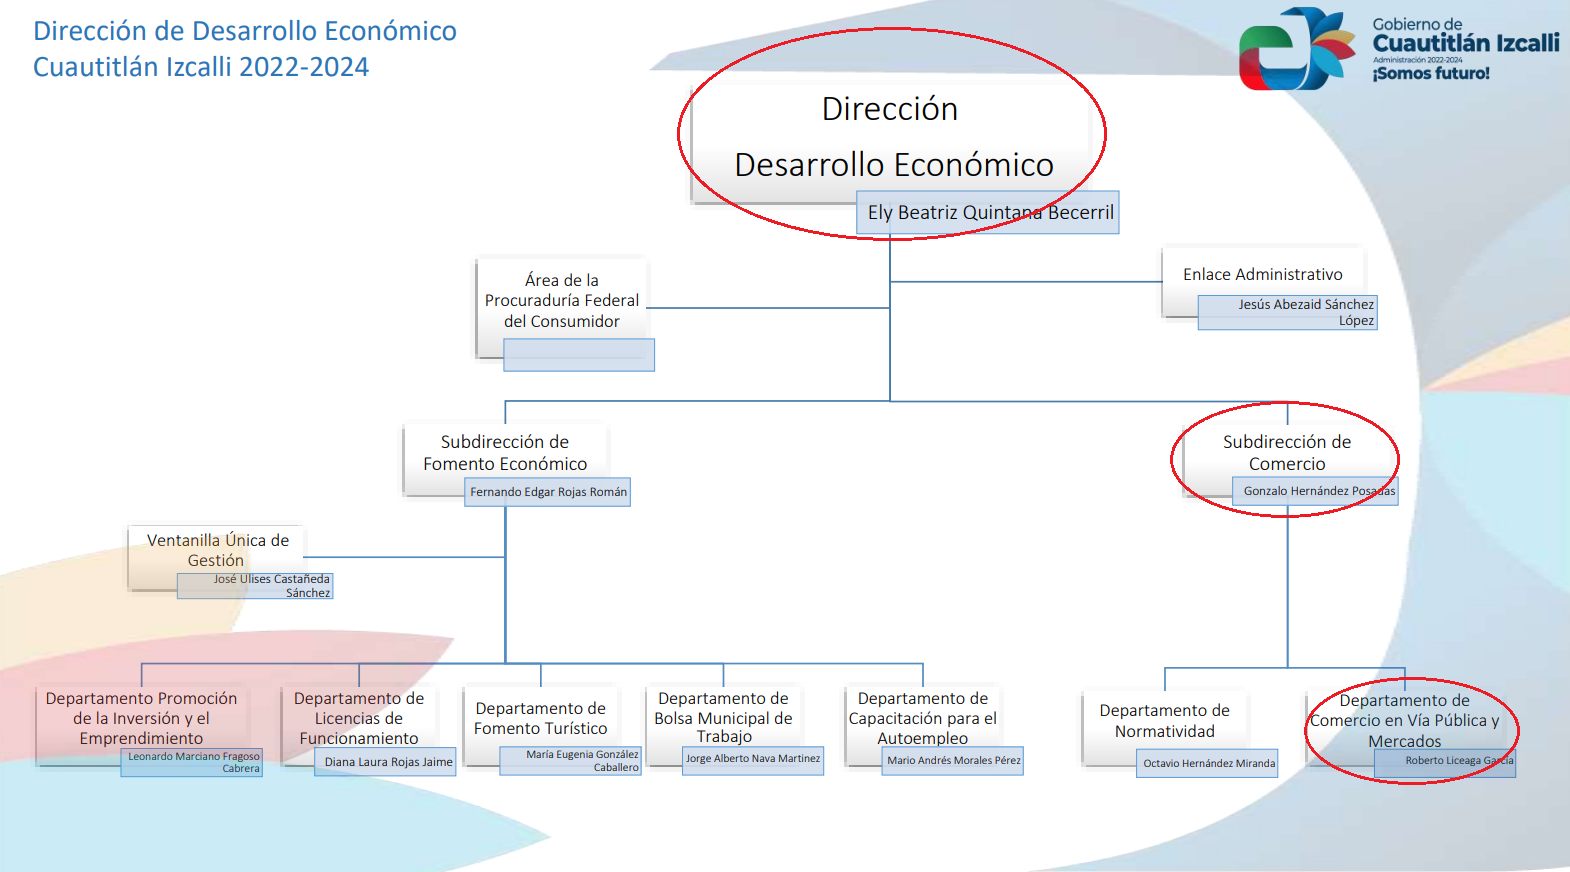 Dirección de Desarrollo Económico
Cuautitlán Izcalli 2022-2024
Gobierno de
Cuautitlán Izcalli
Administración 2022-2024
¡Somos futuro!
Dirección
Desarrollo Económico
Ely Beatriz Quintana Becerril
Área de la
Procuraduría Federal
del Consumidor
Enlace Administrativo
Jesús Abezaid Sánchez
López
Subdirección de
Fomento Económico
Fernando Edgar Rojas Román
Subdirección de
Comercio
Gonzalo Hernández Posadas
Ventanilla Única de
Gestión
José Ulises Castañeda
Sánchez
Departamento Promoción
de la Inversión y el
Emprendimiento
Leonardo Marciano Fragoso
Cabrera
Departamento de
Licencias de
Funcionamiento
Diana Laura Rojas Jaime
Departamento de
Fomento Turístico
María Eugenia González
Caballero
Departamento de
Bolsa Municipal de
Trabajo
Jorge Alberto Nava Martinez
Departamento de
Capacitación para el
Autoempleo
Mario Andrés Morales Pérez
Departamento de
Normatividad
Octavio Hernández Miranda
Departamento de
Comercio en Vía Pública y
Mercados
Roberto Liceaga García